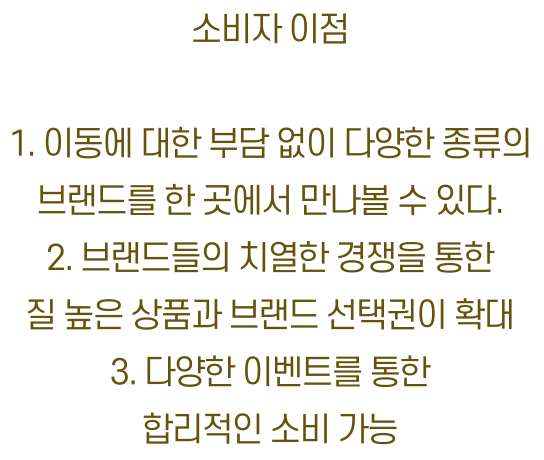 소비자 이점
1. 이동에 대한 부담 없이 다양한 종류의
브랜드를 한 곳에서 만나볼 수 있다.
2. 브랜드들의 치열한 경쟁을 통한
질 높은 상품과 브랜드 선택권이 확대
3. 다양한 이벤트를 통한
합리적인 소비 가능